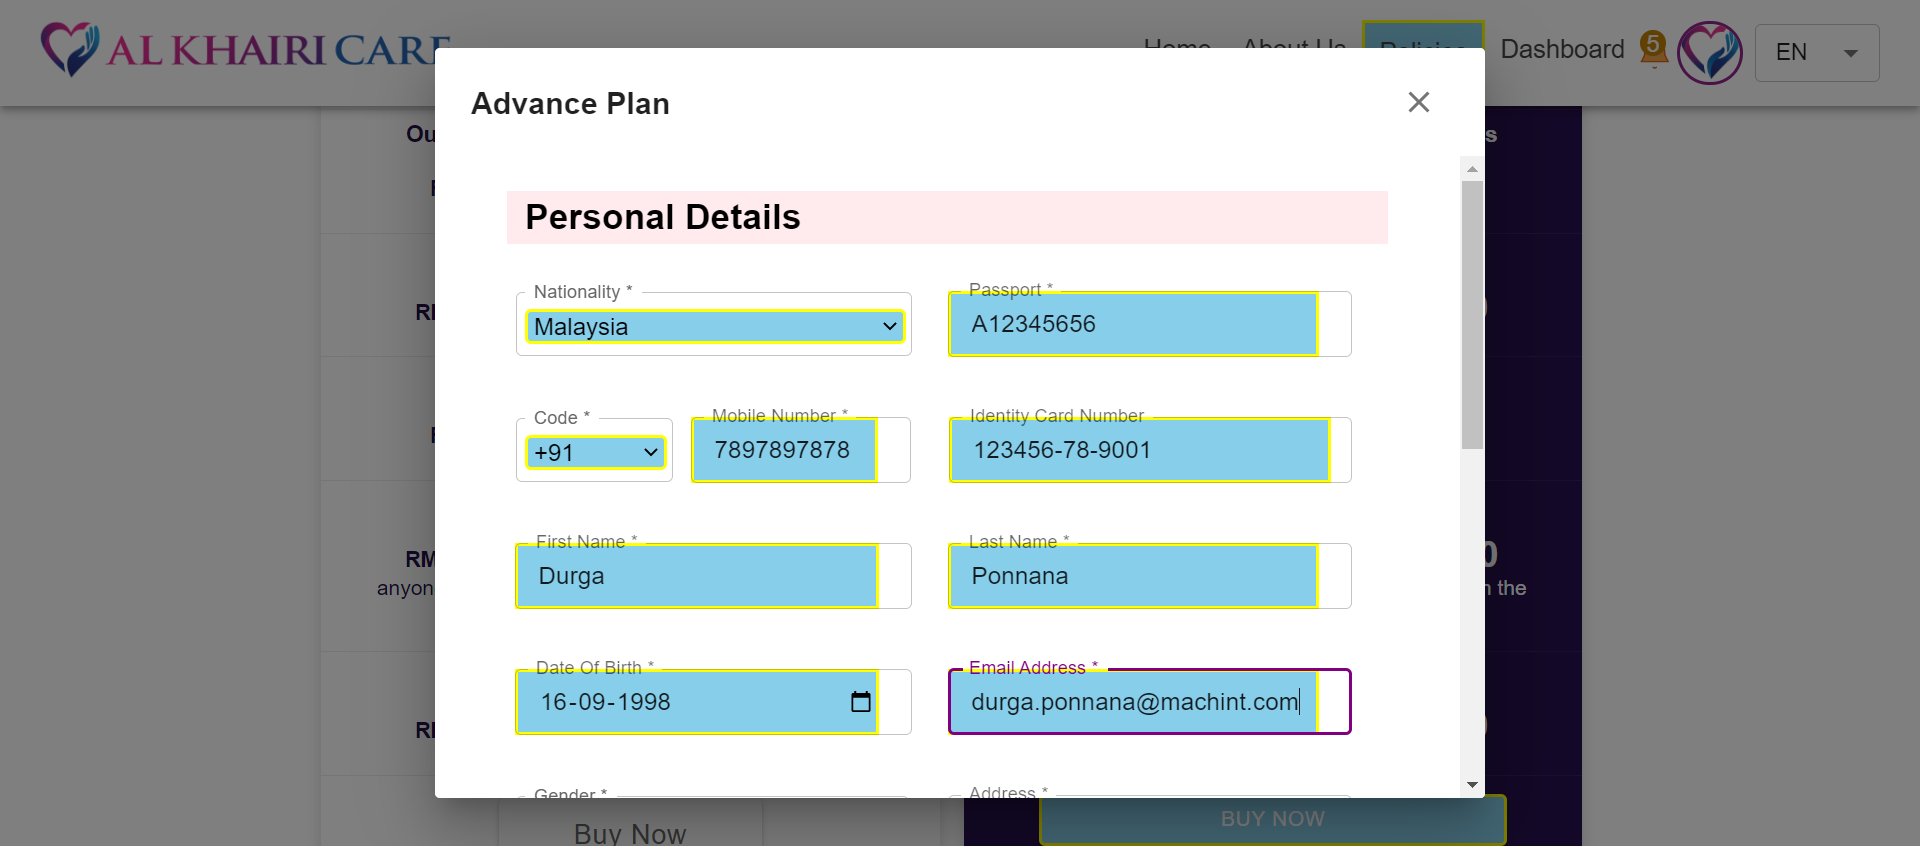 AL KHAIRI CARE
Home About Us Policies Dashboard 5 EN
Advance Plan
Personal Details
Nationality *
Malaysia
Passport *
A12345656
Code *
+91
Mobile Number *
7897897878
Identity Card Number
123456-78-9001
First Name *
Durga
Last Name *
Ponnana
Date Of Birth *
16-09-1998
Email Address *
durga.ponnana@machint.com
Gender *
Address *
Ou
s
RM
anyon
the
Buy Now
BUY NOW